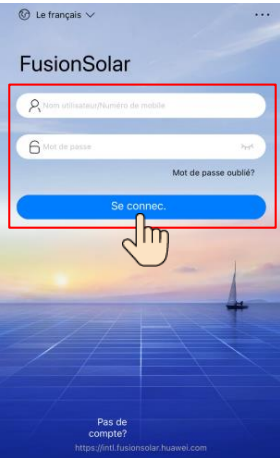 Le français
FusionSolar
Nom utilisateur/Numéro de mobile
Mot de passe
Mot de passe oublié?
Se connec.
Pas de
compte?
https://intl.fusionsolar.huawei.com